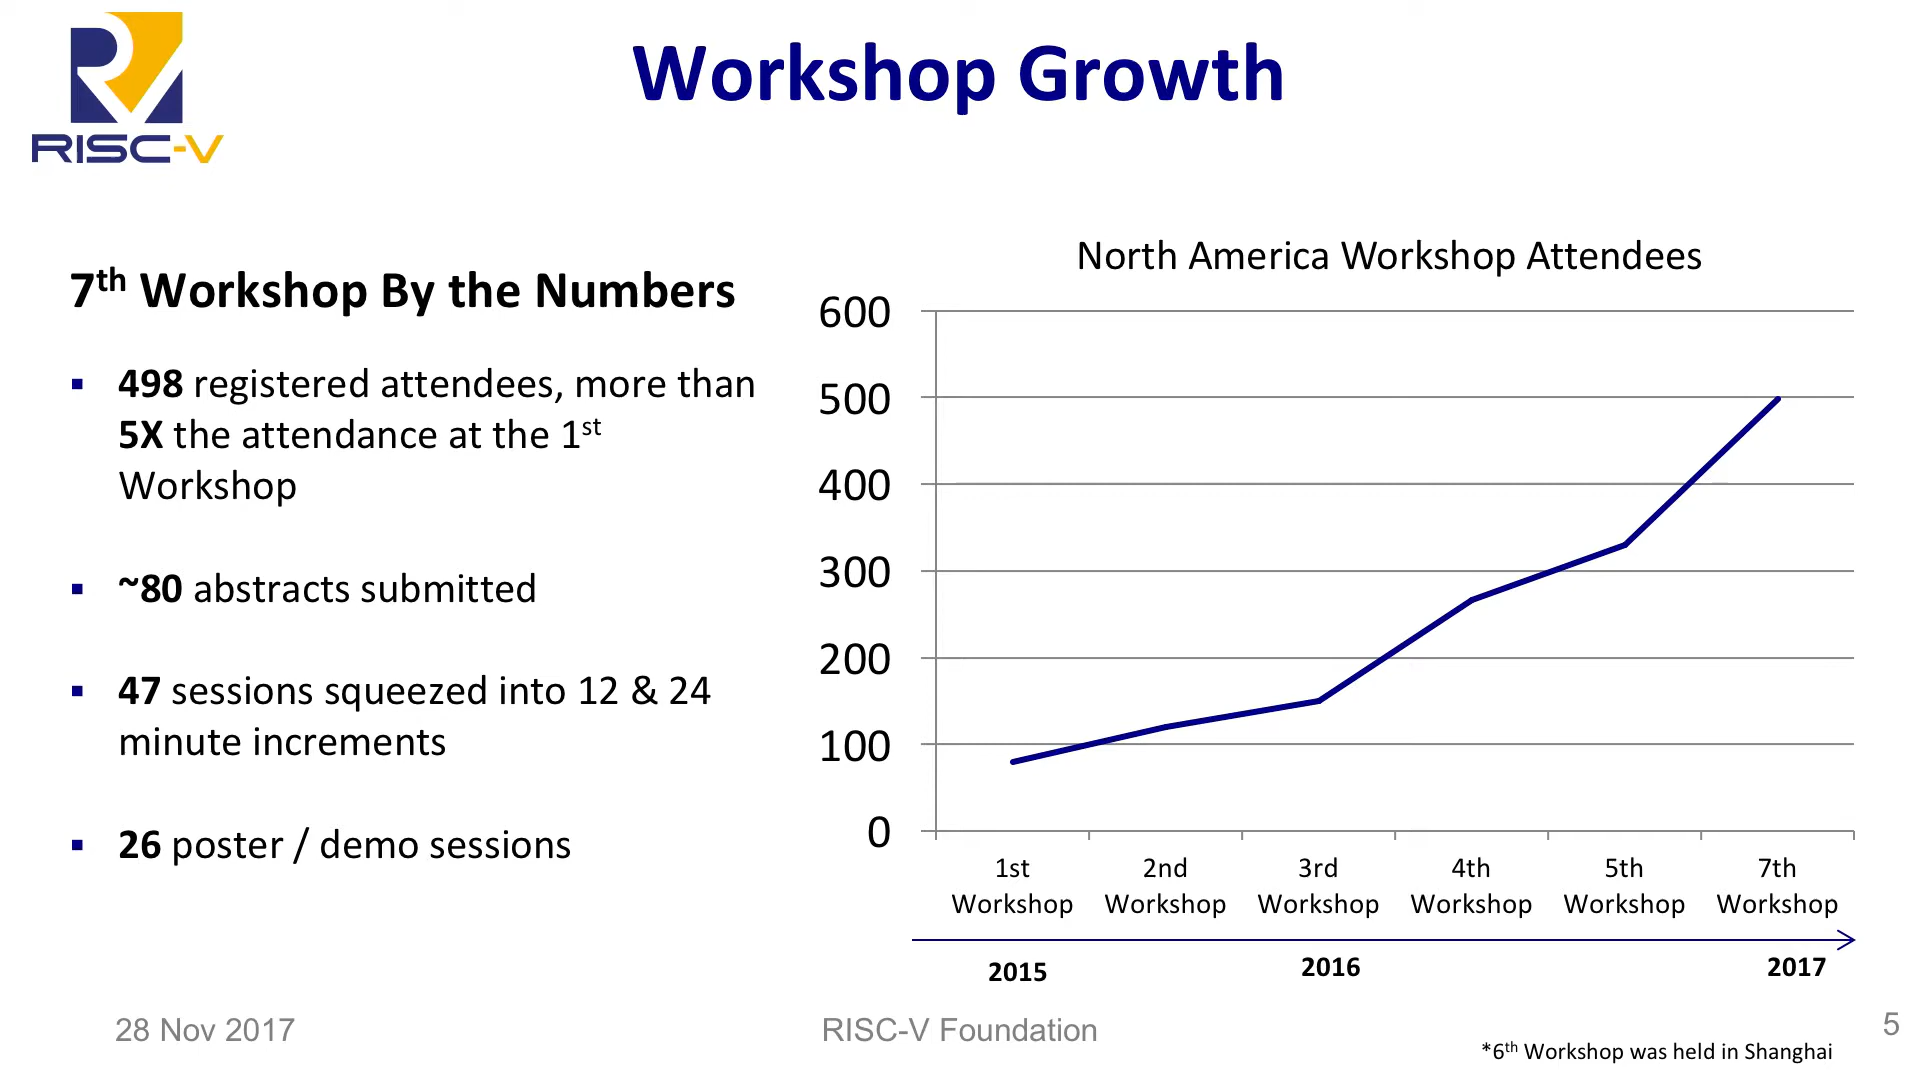 RISC-V
Workshop Growth
7th Workshop By the Numbers
▪ 498 registered attendees, more than
5X the attendance at the 1st
Workshop
▪ ~80 abstracts submitted
▪ 47 sessions squeezed into 12 & 24
minute increments
▪ 26 poster / demo sessions
North America Workshop Attendees
600
500
400
300
200
100
0
1st Workshop
2nd Workshop
3rd Workshop
4th Workshop
5th Workshop
7th Workshop
2015 2016 2017
28 Nov 2017
RISC-V Foundation
5
*6th Workshop was held in Shanghai